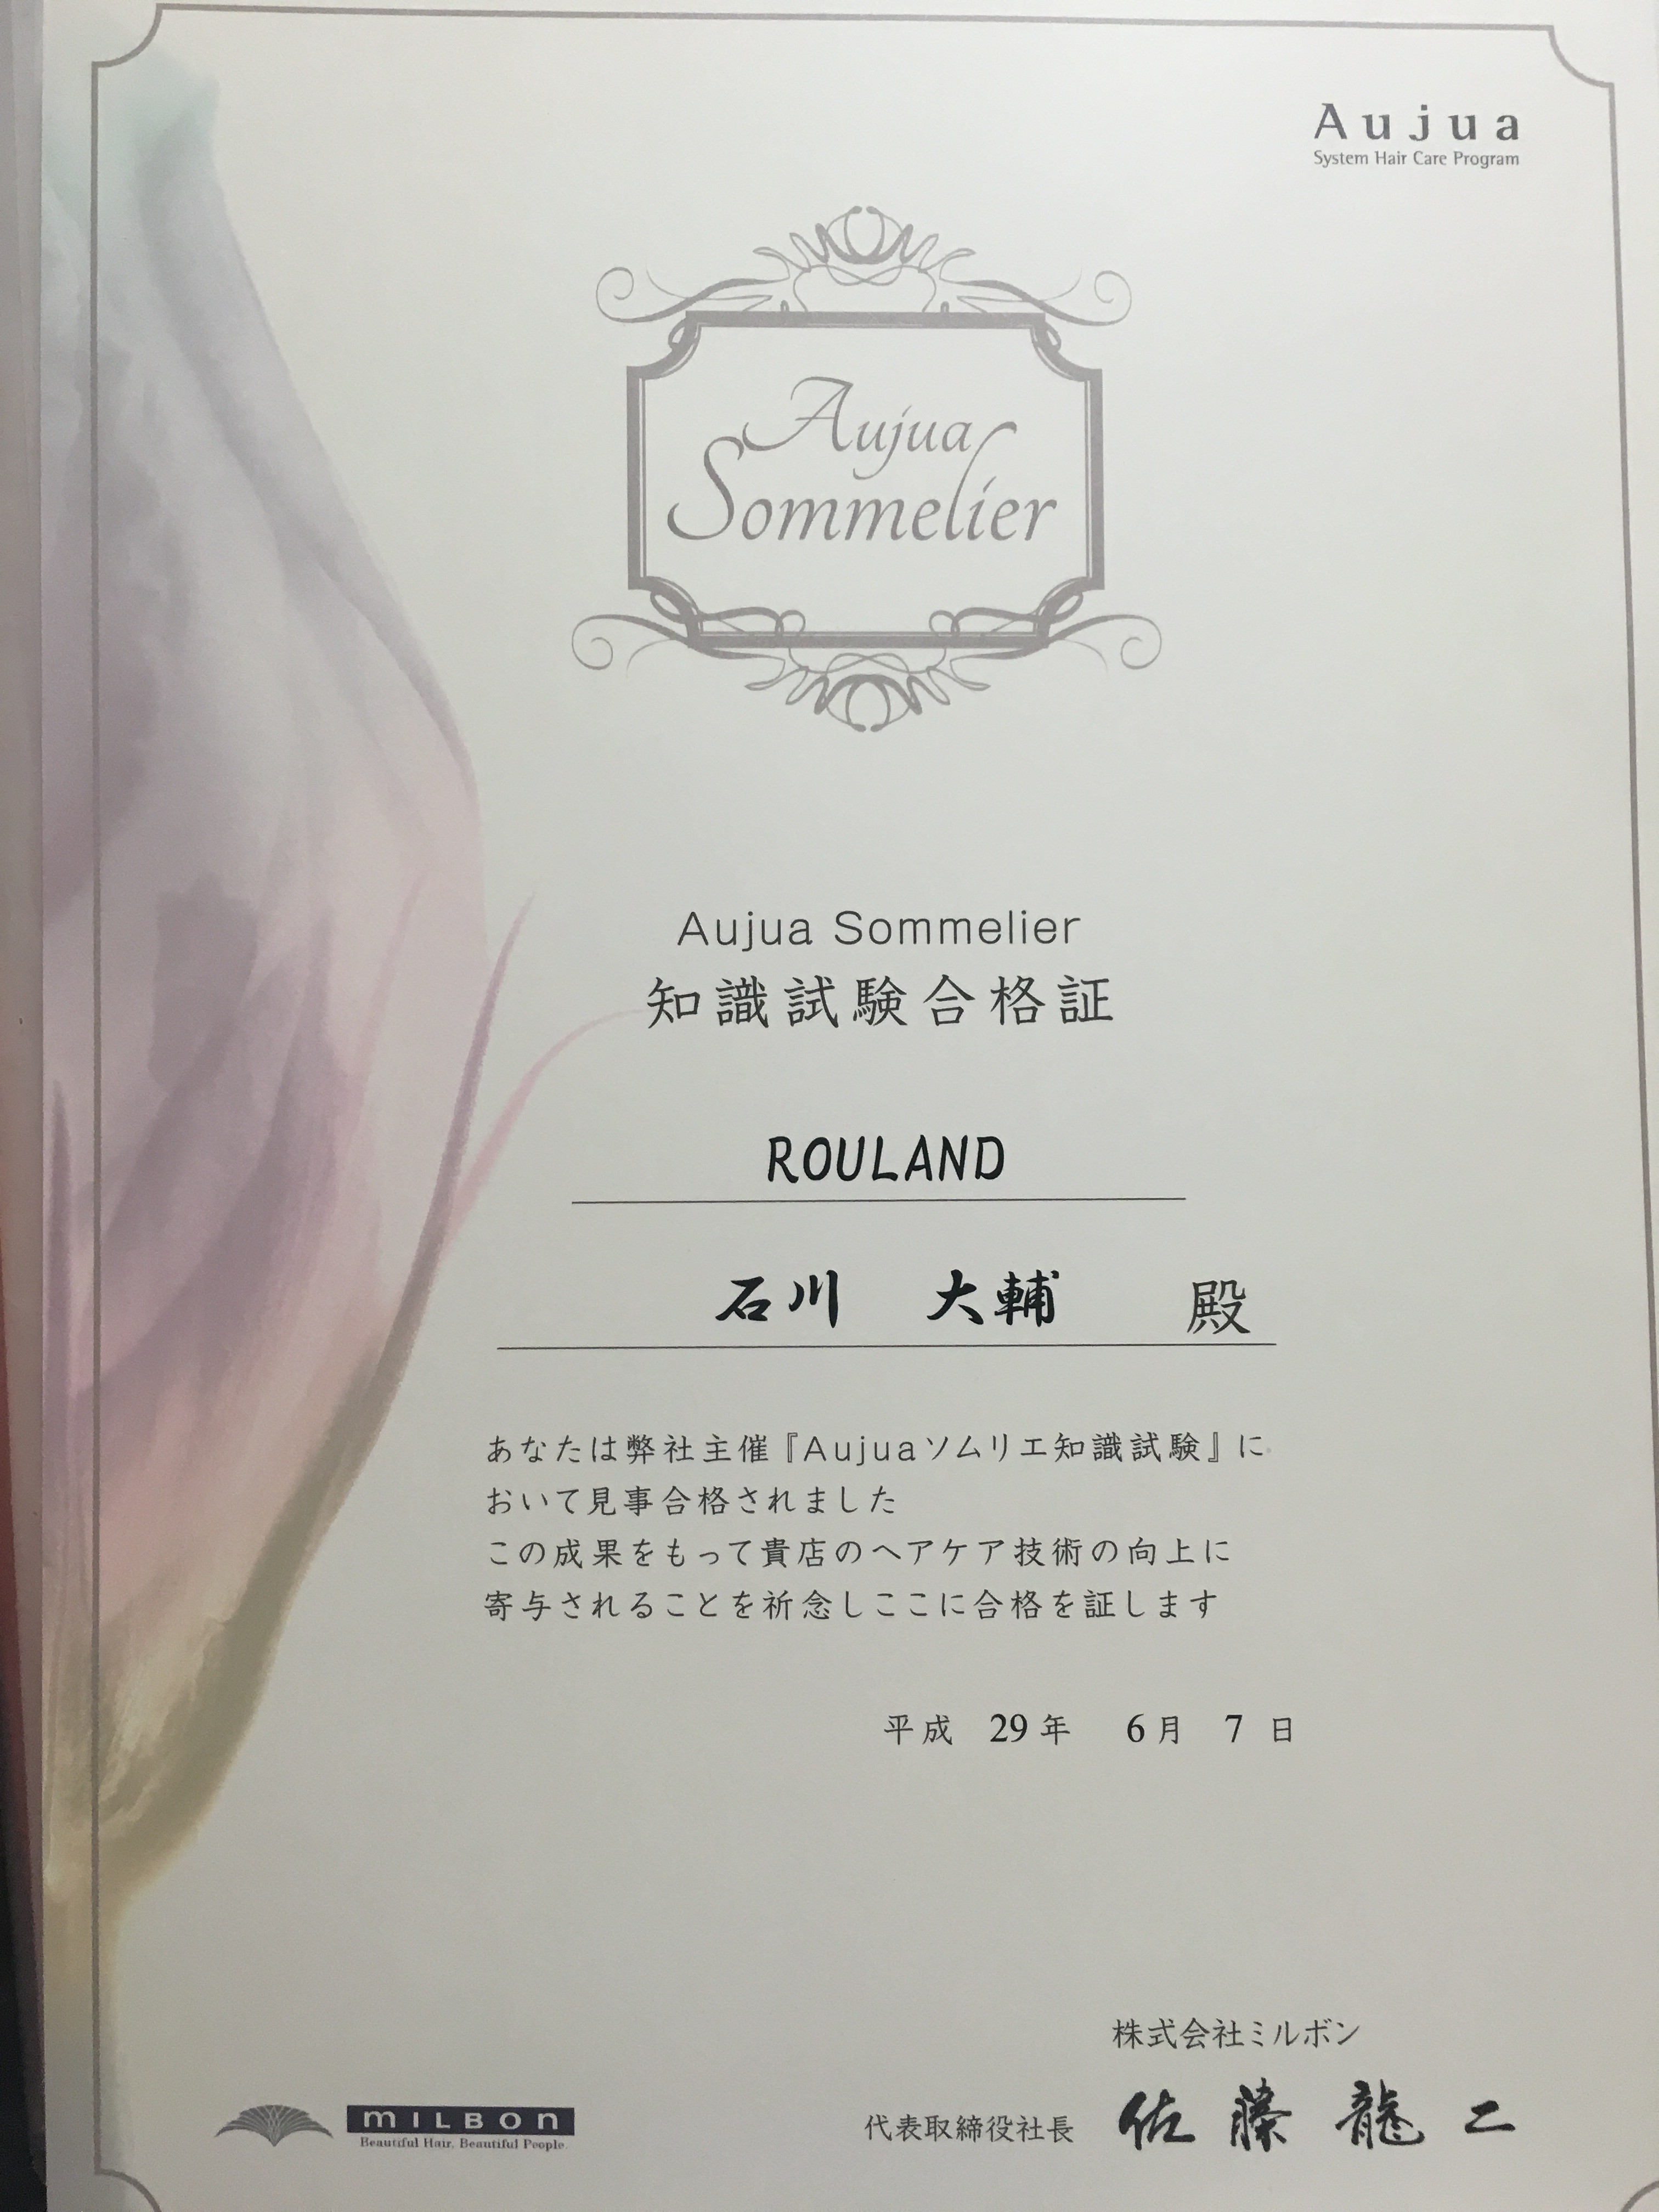 Aujua
System Hair Care Program
Aujua
Sommelier
Aujua Sommelier
知識試験合格証
ROULAND
石川 大輔 殿
あなたは弊社主催『Aujuaソムリエ知識試験』に
おいて見事合格されました
この成果をもって貴店のヘアケア技術の向上に
寄与されることを祈念しここに合格を証します
平成 29 年 6 月 7 日
株式会社ミルボン
代表取締役社長 佐藤龍二
MILBON
Beautiful Hair. Beautiful People.